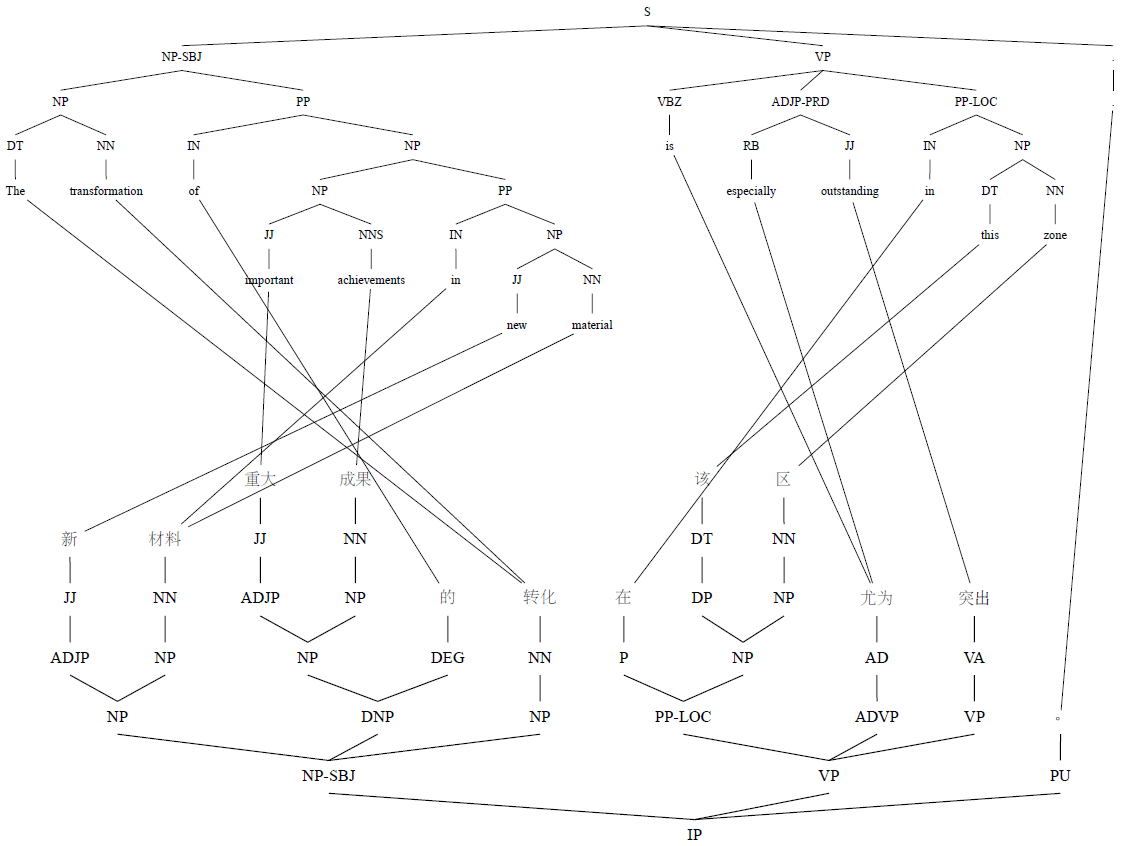 S
NP-SBJ VP .
NP PP VBZ ADJP-PRD PP-LOC .
DT NN IN NP is RB JJ IN NP
The transformation of NP PP especially outstanding in DT NN
JJ NNS IN NP this zone
important achievements in JJ NN
new material
重大 成果 该 区
新 材料 JJ NN DT NN
JJ NN ADJP NP 的 转化 在 DP NP 尤为 突出
ADJP NP NP DEG NN P NP AD VA
NP DNP NP PP-LOC ADVP VP 。
NP-SBJ VP PU
IP